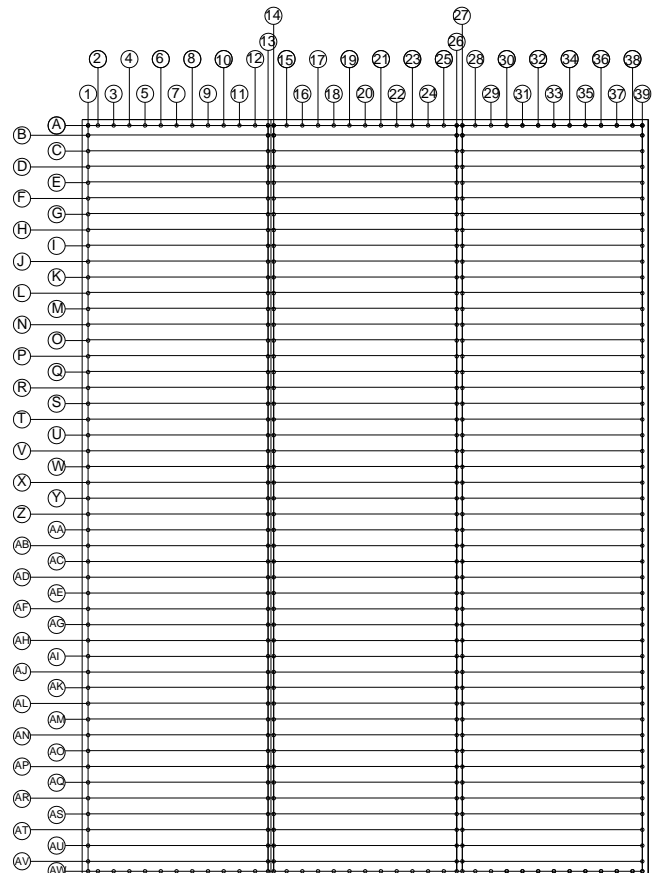 14 27
13 26
2 4 6 8 10 12 15 17 19 21 23 25 28 30 32 34 36 38
1 3 5 7 9 11 16 18 20 22 24 29 31 33 35 37 39
A
B
C
D
E
F
G
H
I
J
K
L
M
N
O
P
Q
R
S
T
U
V
W
X
Y
Z
AA
AB
AC
AD
AE
AF
AG
AH
AI
AJ
AK
AL
AM
AN
AO
AP
AQ
AR
AS
AT
AU
AV
AW